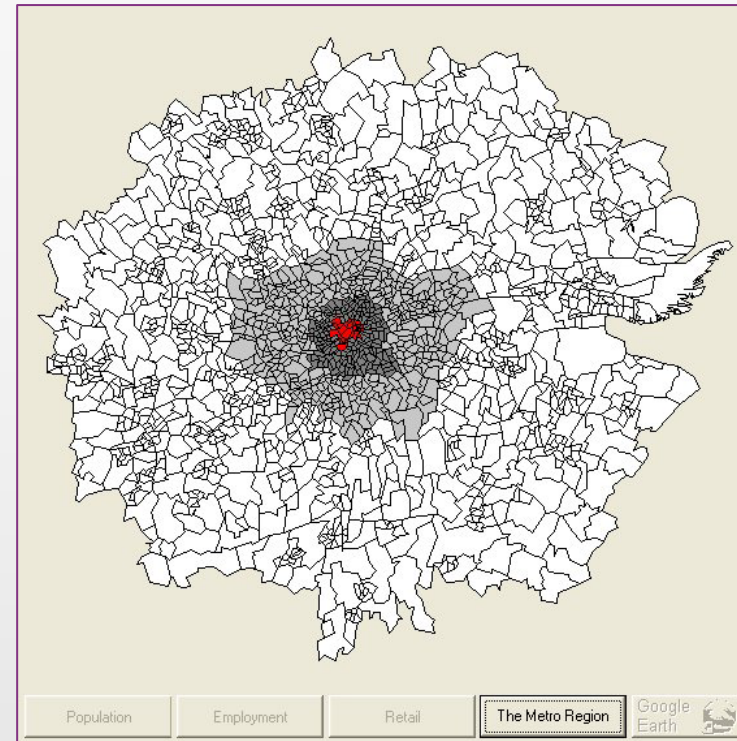 Population
Employment
Retail
The Metro Region
Google
Earth